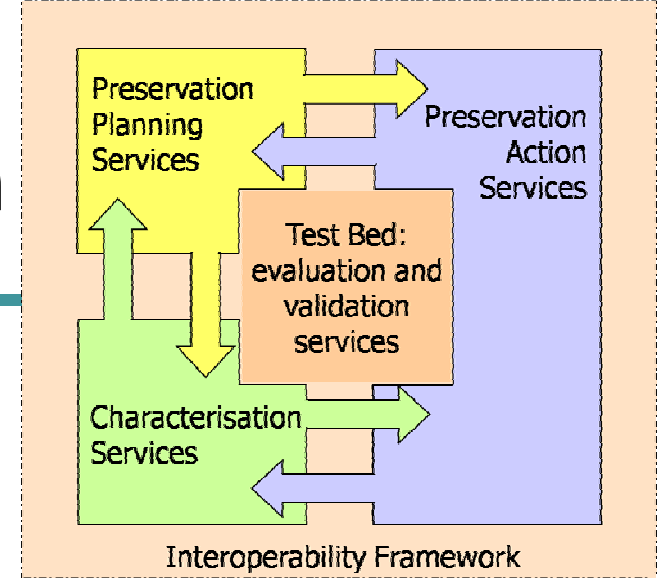 Preservation
Planning
Services
Preservation
Action
Services
Test Bed:
evaluation and
validation
services
Characterisation
Services
Interoperability Framework